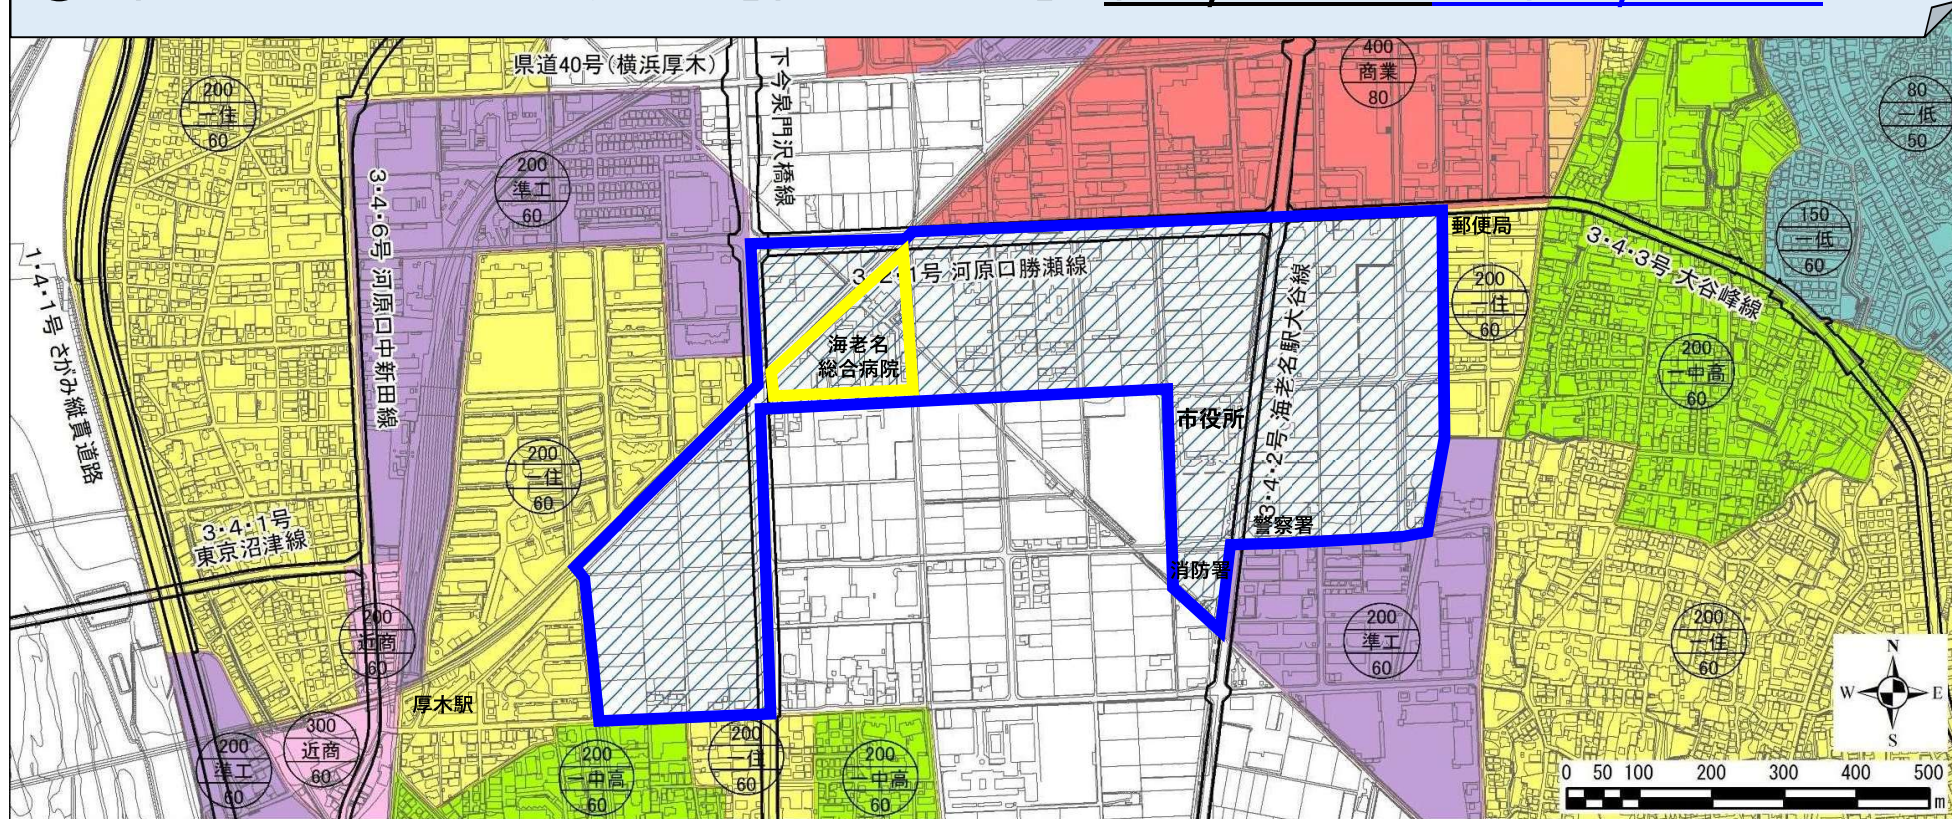 県道40号(横浜厚木)
下今泉門沢橋線
400
商業
80
200
一住
60
80
一低
50
3・4・6号 河原口中新田線
200
準工
60
150
一低
60
郵便局
3・4・3号 大谷峰線
1・4・1号 さがみ縦貫道路
3・2・1号 河原口勝瀬線
200
一住
60
3・4・2号 海老名駅大谷線
海老名
総合病院
200
一中高
60
市役所
200
一住
60
3・4・1号
東京沼津線
警察署
消防署
200
近商
60
200
準工
60
200
一住
60
N
W
E
S
厚木駅
300
近商
60
200
準工
60
200
一中高
60
200
一住
60
200
一中高
60
0 50 100 200 300 400 500
m